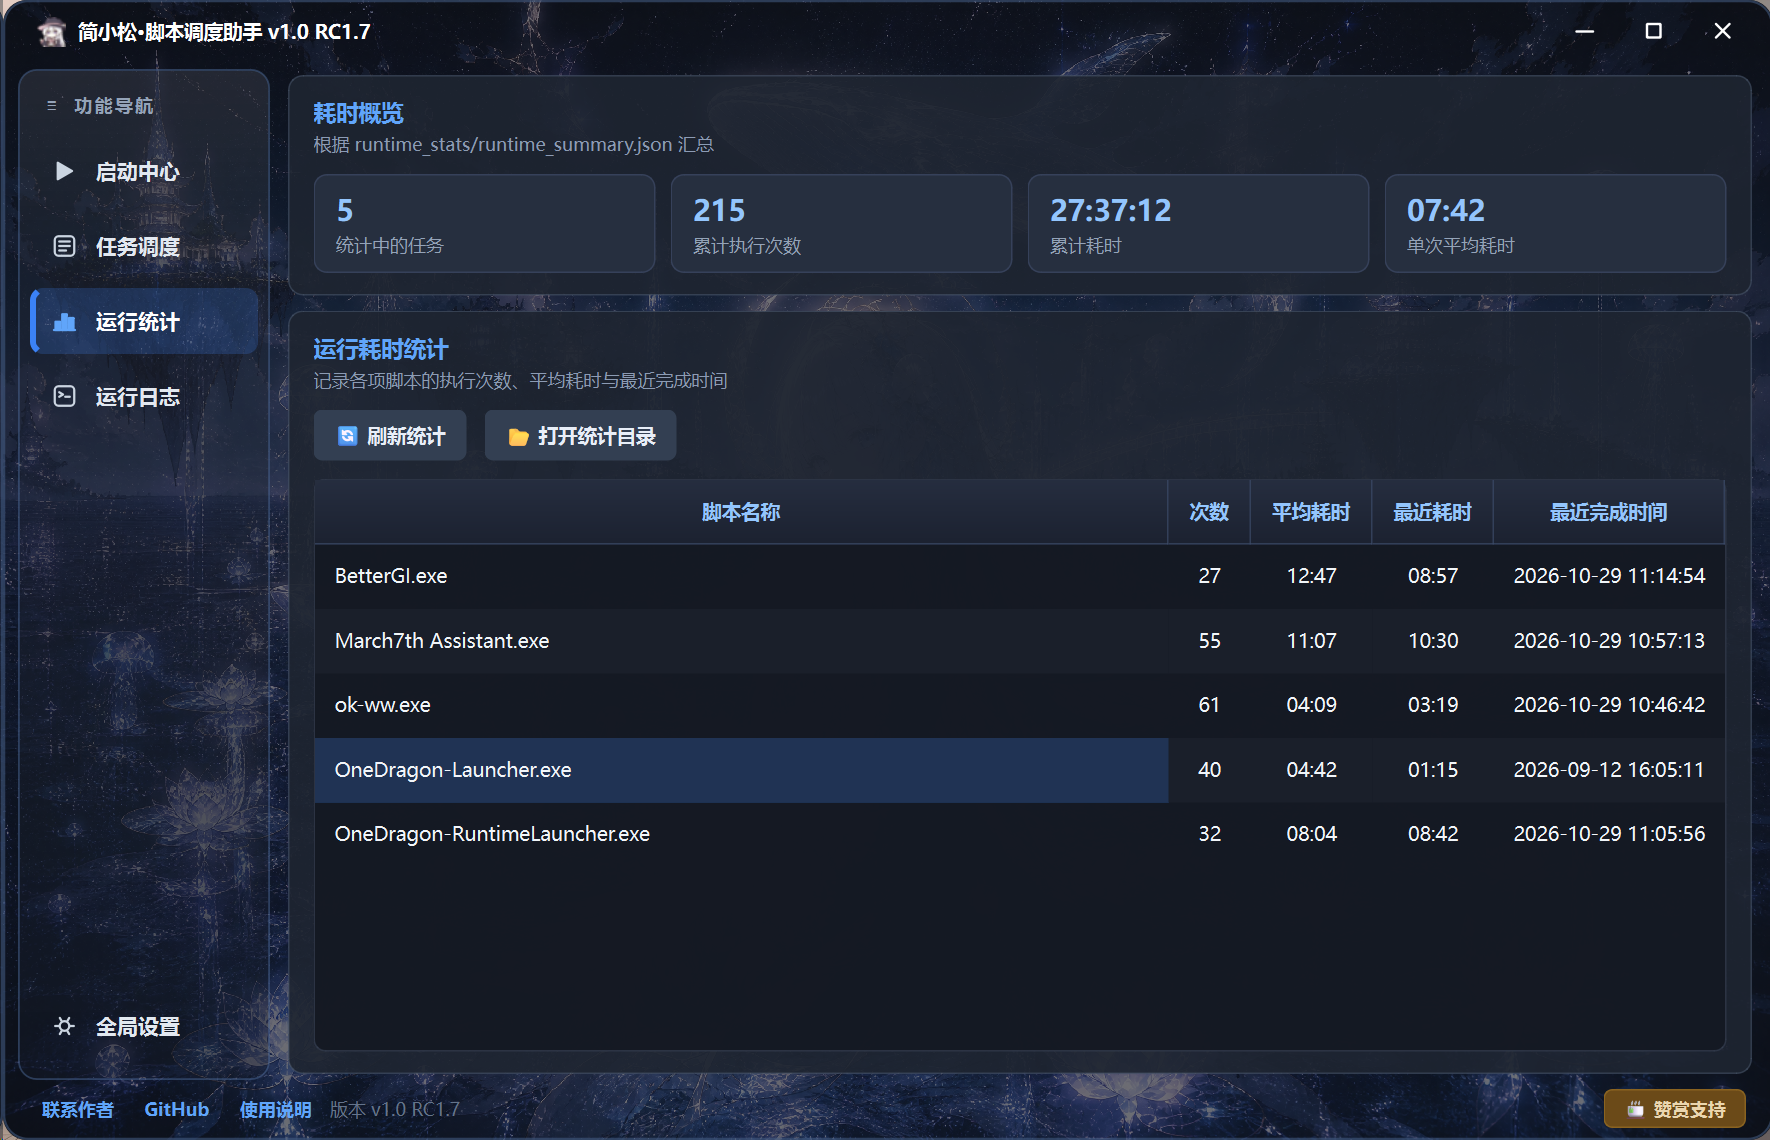 简小松•脚本调度助手 v1.0 RC1.7
功能导航
启动中心
任务调度
运行统计
运行日志
全局设置
耗时概览
根据 runtime_stats/runtime_summary.json 汇总
5
统计中的任务
215
累计执行次数
27:37:12
累计耗时
07:42
单次平均耗时
运行耗时统计
记录各项脚本的执行次数、平均耗时与最近完成时间
刷新统计 打开统计目录
脚本名称 次数 平均耗时 最近耗时 最近完成时间
BetterGI.exe 27 12:47 08:57 2026-10-29 11:14:54
March7th Assistant.exe 55 11:07 10:30 2026-10-29 10:57:13
ok-ww.exe 61 04:09 03:19 2026-10-29 10:46:42
OneDragon-Launcher.exe 40 04:42 01:15 2026-09-12 16:05:11
OneDragon-RuntimeLauncher.exe 32 08:04 08:42 2026-10-29 11:05:56
联系作者 GitHub 使用说明 版本 v1.0 RC1.7
赞赏支持